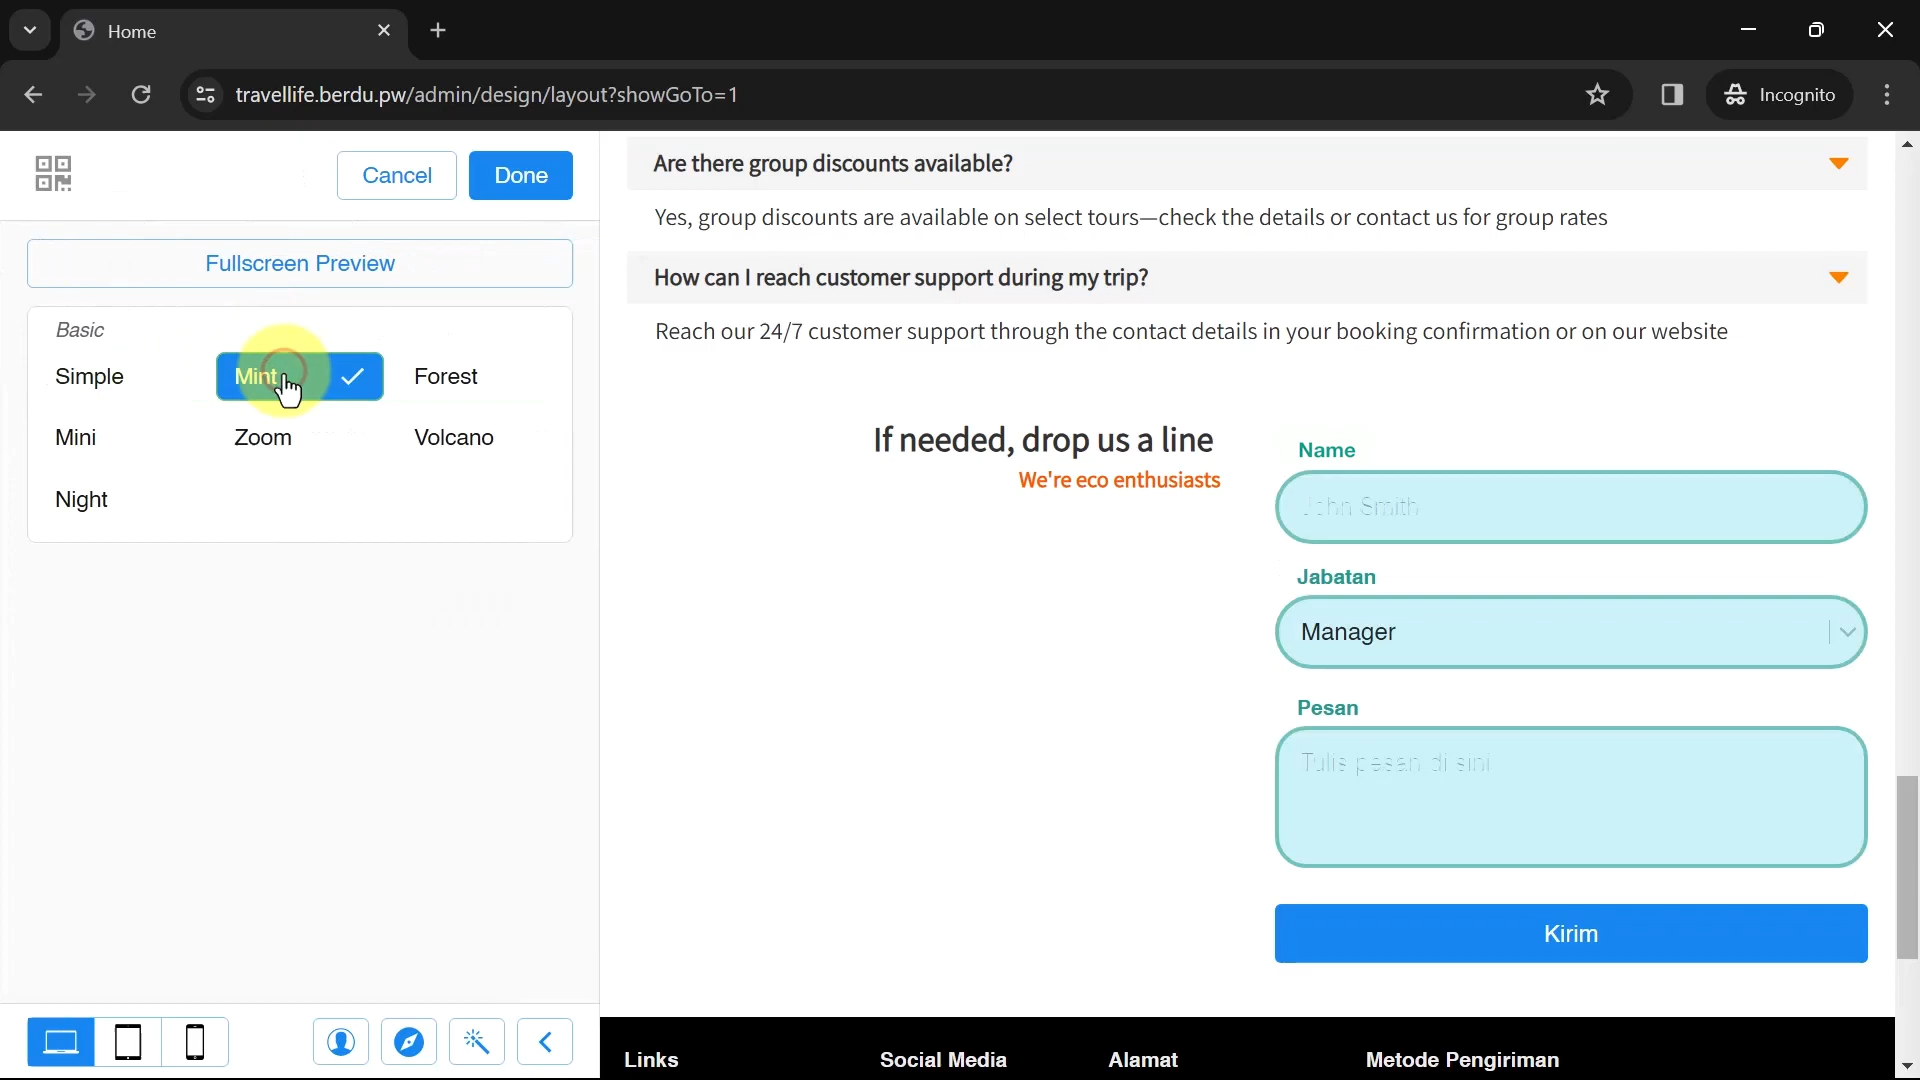 Home
travellife.berdu.pw/admin/design/layout?showGoTo=1
Incognito
Cancel
Done
Fullscreen Preview
Basic
Simple
Mint
Forest
Mini
Zoom
Volcano
Night
Are there group discounts available?
Yes, group discounts are available on select tours—check the details or contact us for group rates
How can I reach customer support during my trip?
Reach our 24/7 customer support through the contact details in your booking confirmation or on our website
If needed, drop us a line
We're eco enthusiasts
Name
John Smith
Jabatan
Manager
Pesan
Tulis pesan di sini
Kirim
Links
Social Media
Alamat
Metode Pengiriman